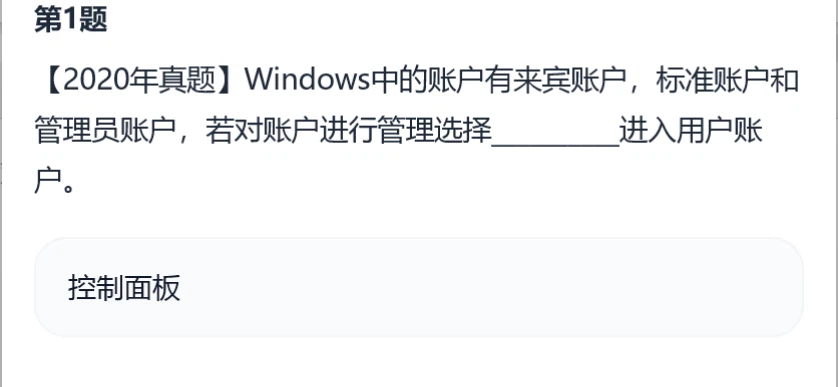 第1题
【2020年真题】Windows中的账户有来宾账户，标准账户和
管理员账户，若对账户进行管理选择__________进入用户账
户。
控制面板